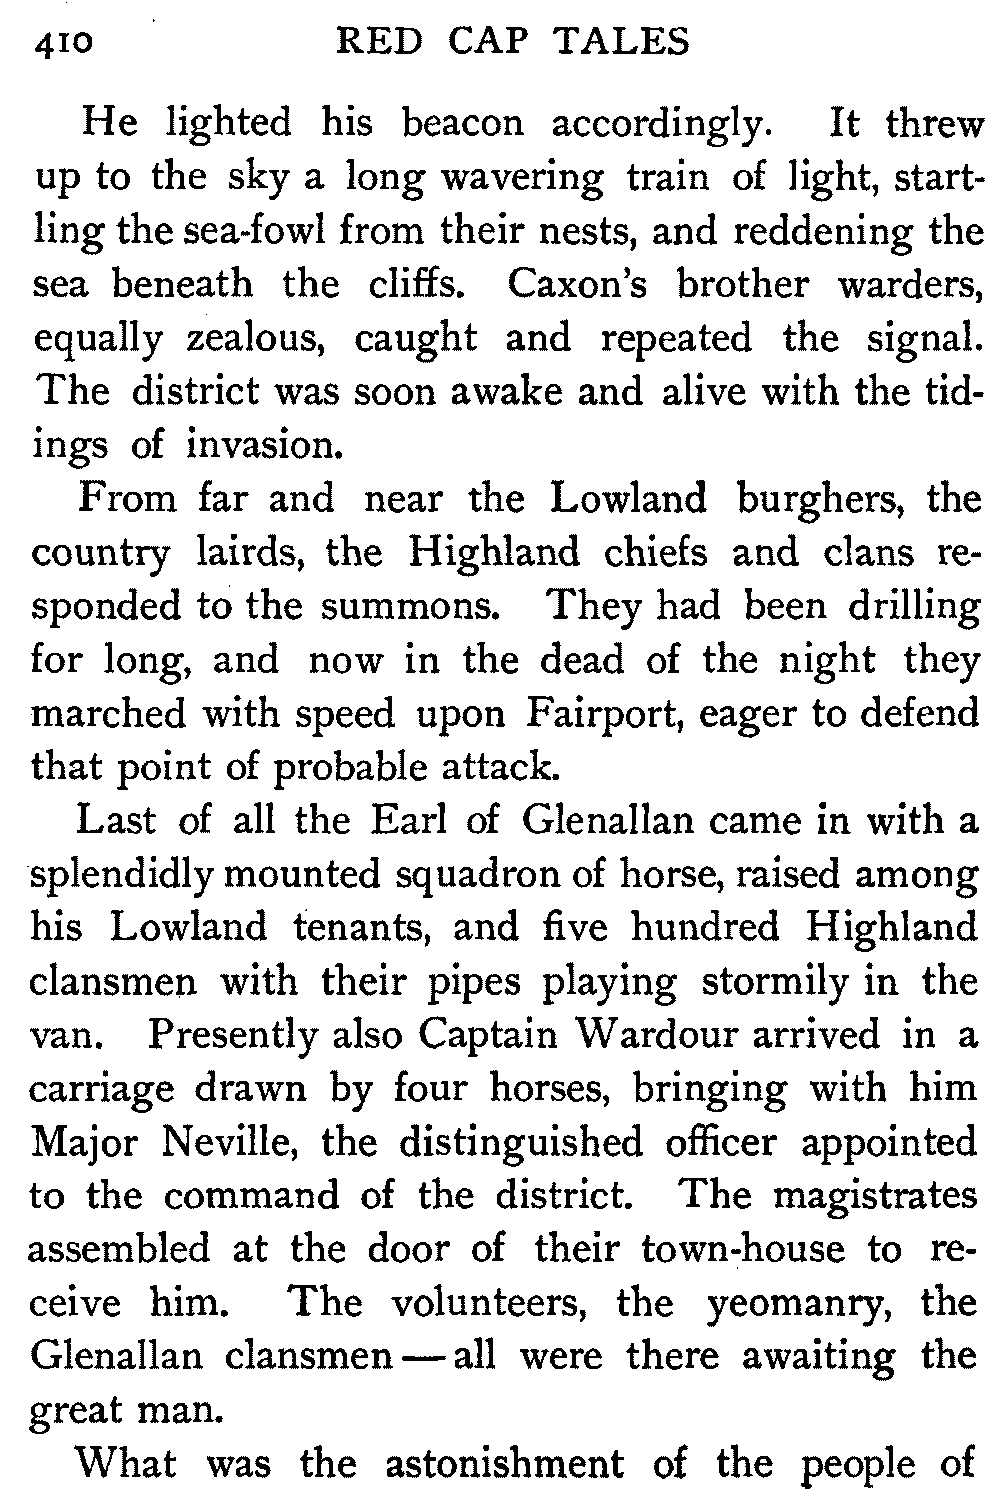 410 RED CAP TALES
He lighted his beacon accordingly. It threw
up to the sky a long wavering train of light, start-
ling the sea-fowl from their nests, and reddening the
sea beneath the cliffs. Caxon's brother warders,
equally zealous, caught and repeated the signal.
The district was soon awake and alive with the tid-
ings of invasion.
From far and near the Lowland burghers, the
country lairds, the Highland chiefs and clans re-
sponded to the summons. They had been drilling
for long, and now in the dead of the night they
marched with speed upon Fairport, eager to defend
that point of probable attack.
Last of all the Earl of Glenallan came in with a
splendidly mounted squadron of horse, raised among
his Lowland tenants, and five hundred Highland
clansmen with their pipes playing stormily in the
van. Presently also Captain Wardour arrived in a
carriage drawn by four horses, bringing with him
Major Neville, the distinguished officer appointed
to the command of the district. The magistrates
assembled at the door of their town-house to re-
ceive him. The volunteers, the yeomanry, the
Glenallan clansmen — all were there awaiting the
great man.
What was the astonishment of the people of